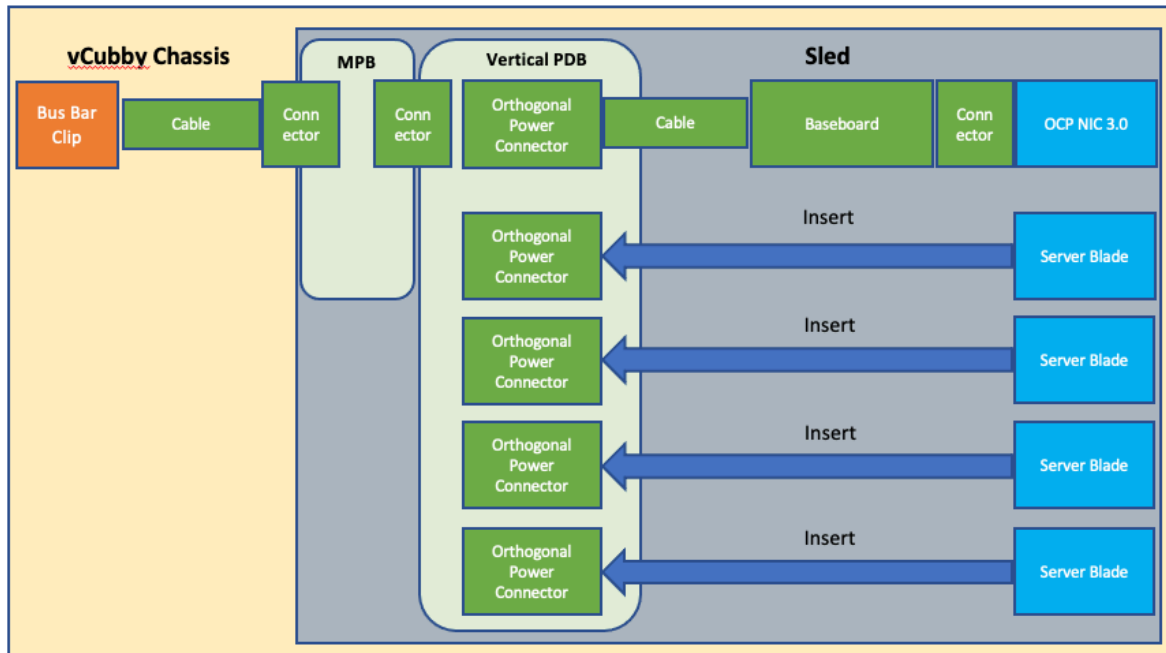 vCubby Chassis
MPB
Vertical PDB
Sled
Bus Bar
Clip
Cable
Conn
ector
Conn
ector
Orthogonal
Power
Connector
Cable
Baseboard
Conn
ector
OCP NIC 3.0
Orthogonal
Power
Connector
Insert
Server Blade
Orthogonal
Power
Connector
Insert
Server Blade
Orthogonal
Power
Connector
Insert
Server Blade
Orthogonal
Power
Connector
Insert
Server Blade